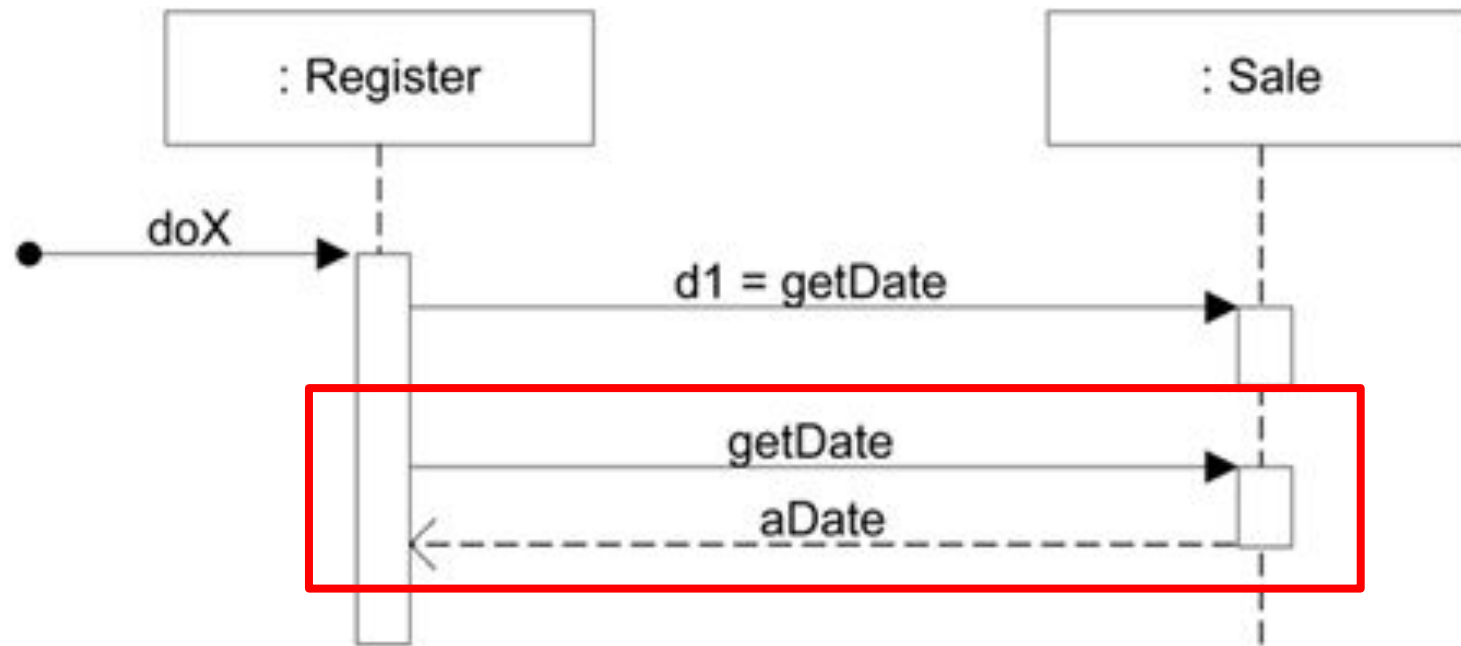 : Register
: Sale
doX
d1 = getDate
getDate
aDate